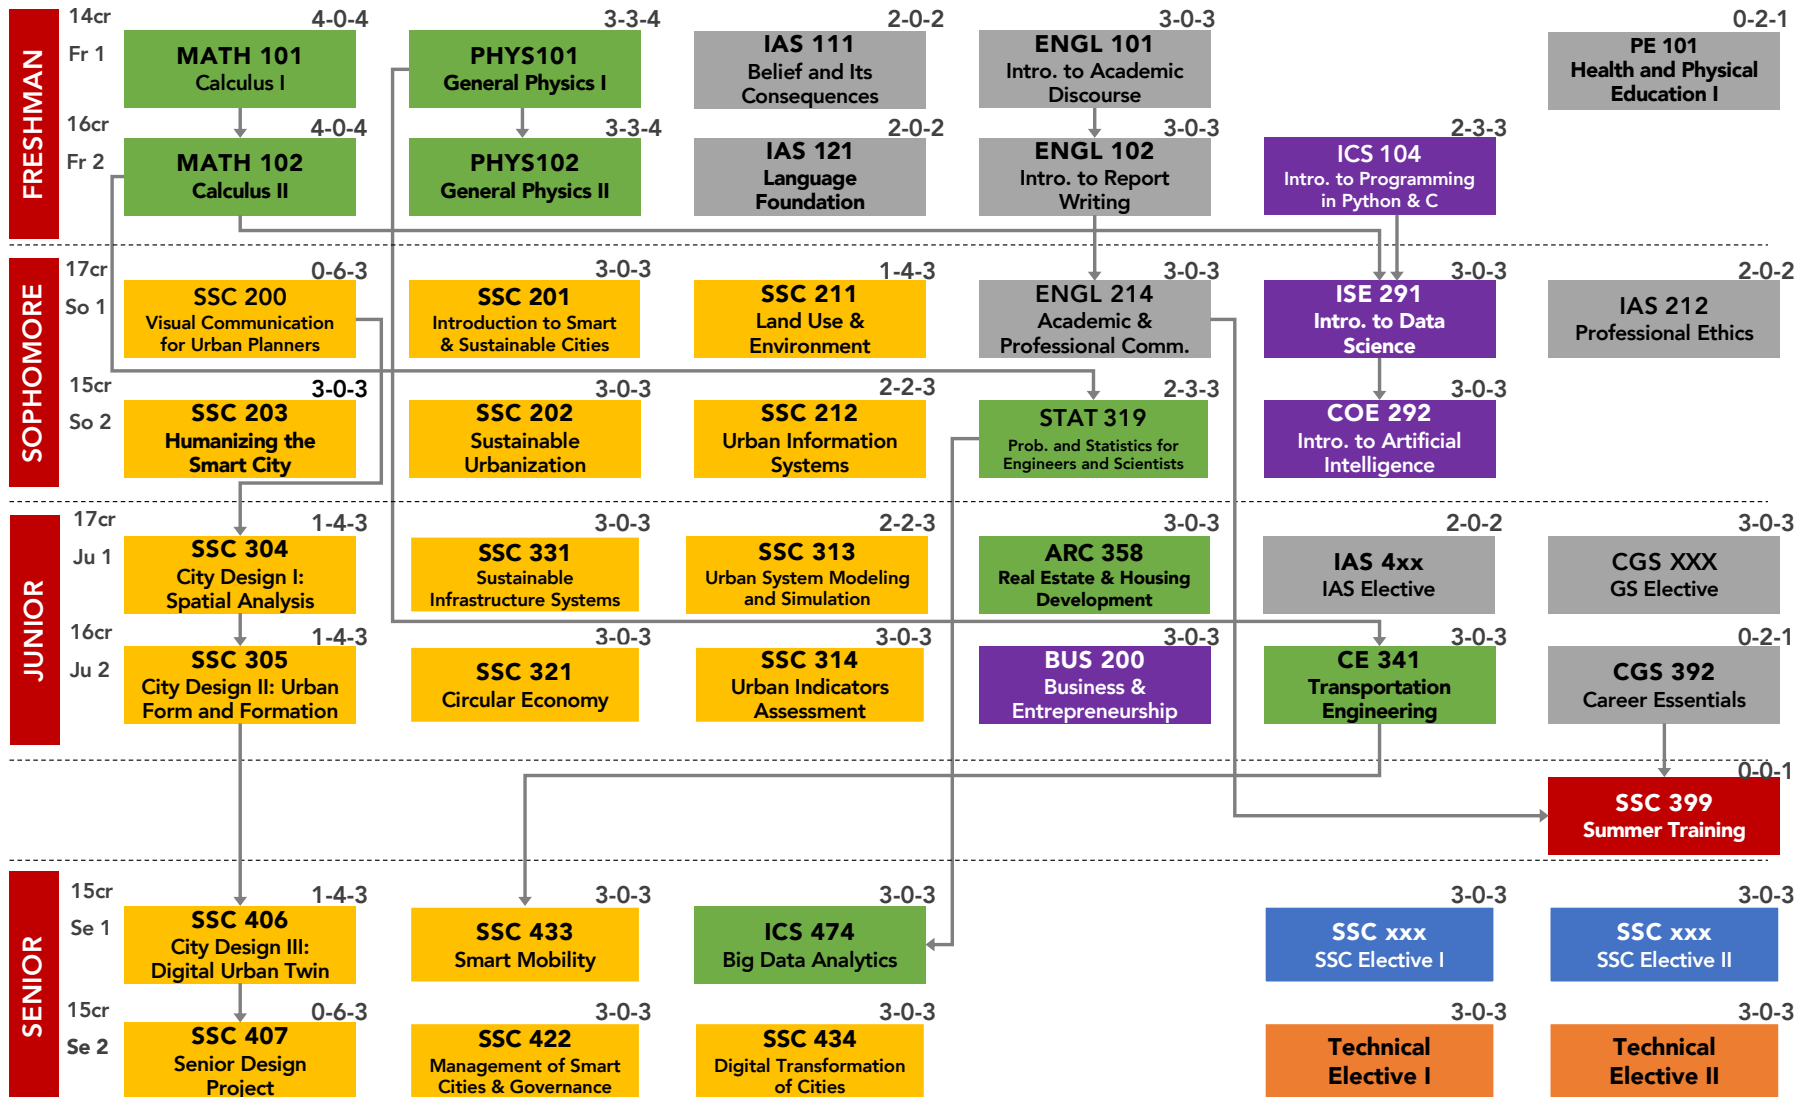 FRESHMAN
14cr
Fr 1
4-0-4
MATH 101
Calculus I
3-3-4
PHYS101
General Physics I
2-0-2
IAS 111
Belief and Its
Consequences
3-0-3
ENGL 101
Intro. to Academic
Discourse
0-2-1
PE 101
Health and Physical
Education I
16cr
Fr 2
4-0-4
MATH 102
Calculus II
3-3-4
PHYS102
General Physics II
2-0-2
IAS 121
Language
Foundation
3-0-3
ENGL 102
Intro. to Report
Writing
2-3-3
ICS 104
Intro. to Programming
in Python & C
SOPHOMORE
17cr
So 1
0-6-3
SSC 200
Visual Communication
for Urban Planners
3-0-3
SSC 201
Introduction to Smart
& Sustainable Cities
1-4-3
SSC 211
Land Use &
Environment
3-0-3
ENGL 214
Academic &
Professional Comm.
3-0-3
ISE 291
Intro. to Data
Science
2-0-2
IAS 212
Professional Ethics
15cr
So 2
3-0-3
SSC 203
Humanizing the
Smart City
3-0-3
SSC 202
Sustainable
Urbanization
2-2-3
SSC 212
Urban Information
Systems
2-3-3
STAT 319
Prob. and Statistics for
Engineers and Scientists
3-0-3
COE 292
Intro. to Artificial
Intelligence
JUNIOR
17cr
Ju 1
1-4-3
SSC 304
City Design I:
Spatial Analysis
3-0-3
SSC 331
Sustainable
Infrastructure Systems
2-2-3
SSC 313
Urban System Modeling
and Simulation
3-0-3
ARC 358
Real Estate & Housing
Development
2-0-2
IAS 4xx
IAS Elective
3-0-3
CGS XXX
GS Elective
16cr
Ju 2
1-4-3
SSC 305
City Design II: Urban
Form and Formation
3-0-3
SSC 321
Circular Economy
3-0-3
SSC 314
Urban Indicators
Assessment
3-0-3
BUS 200
Business &
Entrepreneurship
3-0-3
CE 341
Transportation
Engineering
0-2-1
CGS 392
Career Essentials
0-0-1
SSC 399
Summer Training
SENIOR
15cr
Se 1
1-4-3
SSC 406
City Design III:
Digital Urban Twin
3-0-3
SSC 433
Smart Mobility
3-0-3
ICS 474
Big Data Analytics
3-0-3
SSC xxx
SSC Elective I
3-0-3
SSC xxx
SSC Elective II
15cr
Se 2
0-6-3
SSC 407
Senior Design
Project
3-0-3
SSC 422
Management of Smart
Cities & Governance
3-0-3
SSC 434
Digital Transformation
of Cities
3-0-3
Technical
Elective I
3-0-3
Technical
Elective II